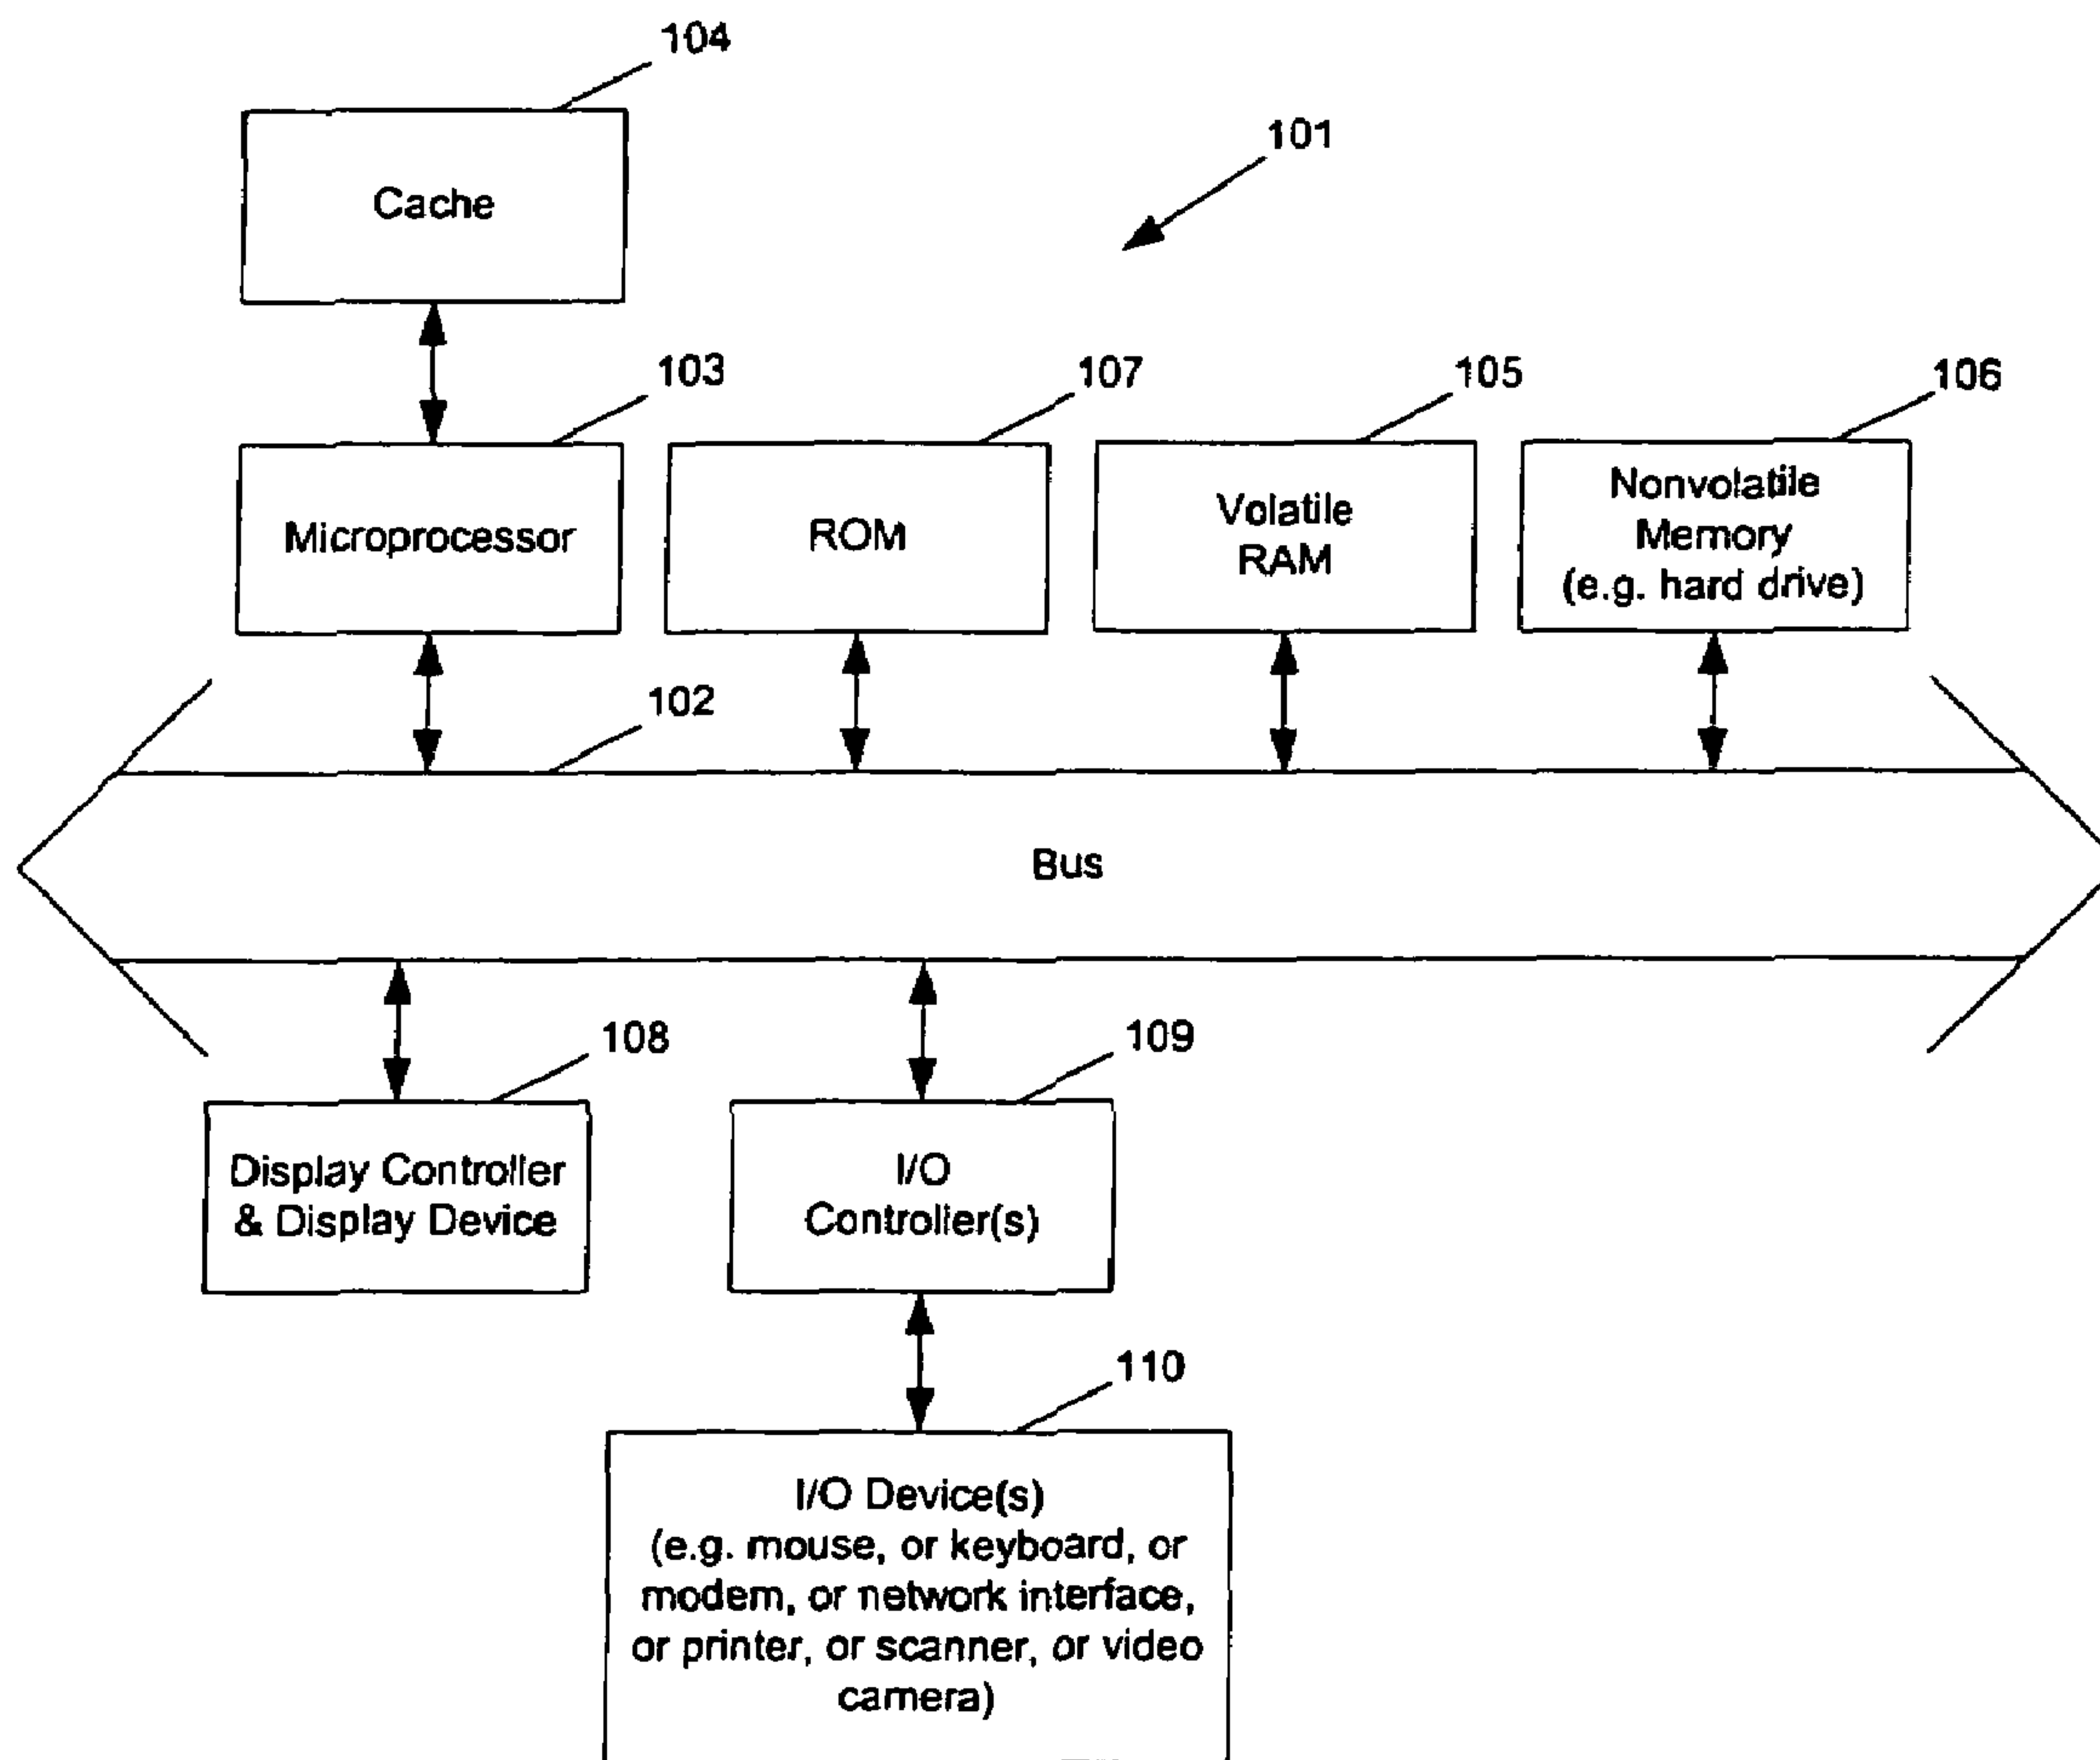 104
101
Cache
103
107
105
106
Microprocessor
ROM
Volatile
RAM
Nonvolatile
Memory
(e.g. hard drive)
102
Bus
108
109
Display Controller
& Display Device
I/O
Controller(s)
110
I/O Device(s)
(e.g. mouse, or keyboard, or
modem, or network interface,
or printer, or scanner, or video
camera)